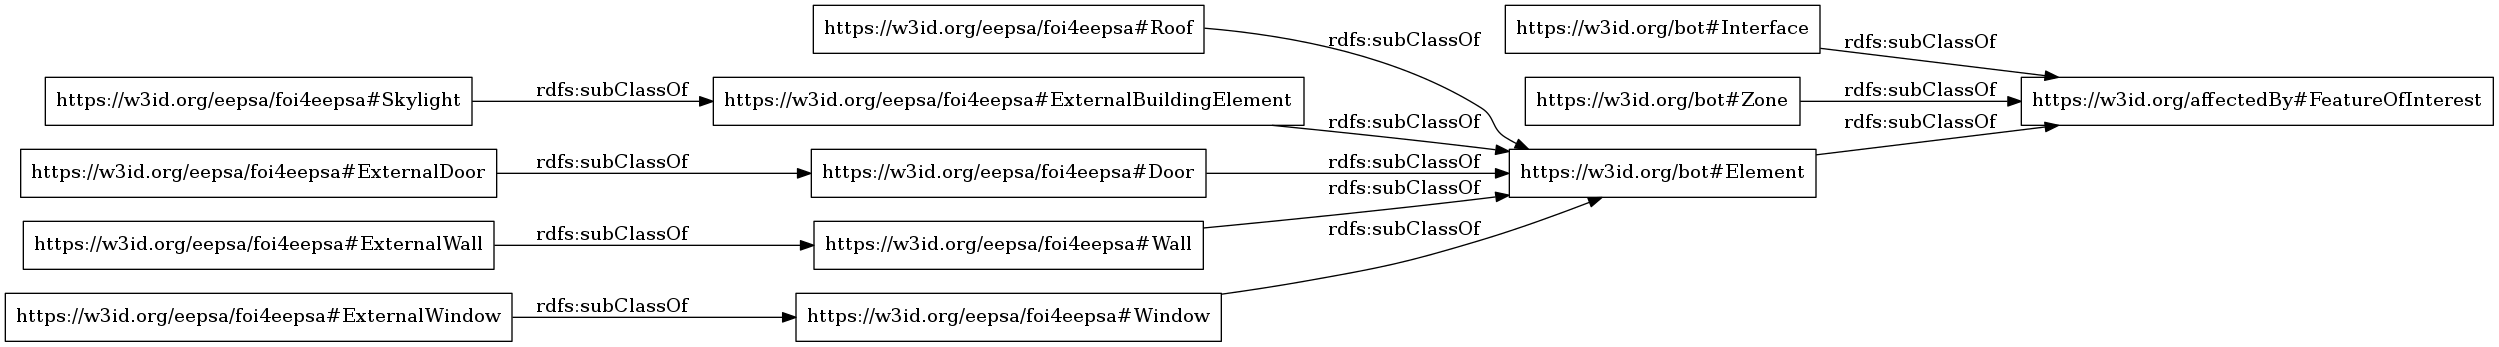 https://w3id.org/eepsa/foi4eepsa#Roof
https://w3id.org/bot#Interface
rdfs:subClassOf
rdfs:subClassOf
https://w3id.org/eepsa/foi4eepsa#Skylight
rdfs:subClassOf
https://w3id.org/eepsa/foi4eepsa#ExternalBuildingElement
https://w3id.org/bot#Zone
rdfs:subClassOf
https://w3id.org/affectedBy#FeatureOfInterest
rdfs:subClassOf
rdfs:subClassOf
https://w3id.org/eepsa/foi4eepsa#ExternalDoor
rdfs:subClassOf
https://w3id.org/eepsa/foi4eepsa#Door
rdfs:subClassOf
https://w3id.org/bot#Element
rdfs:subClassOf
https://w3id.org/eepsa/foi4eepsa#ExternalWall
rdfs:subClassOf
https://w3id.org/eepsa/foi4eepsa#Wall
rdfs:subClassOf
https://w3id.org/eepsa/foi4eepsa#ExternalWindow
rdfs:subClassOf
https://w3id.org/eepsa/foi4eepsa#Window